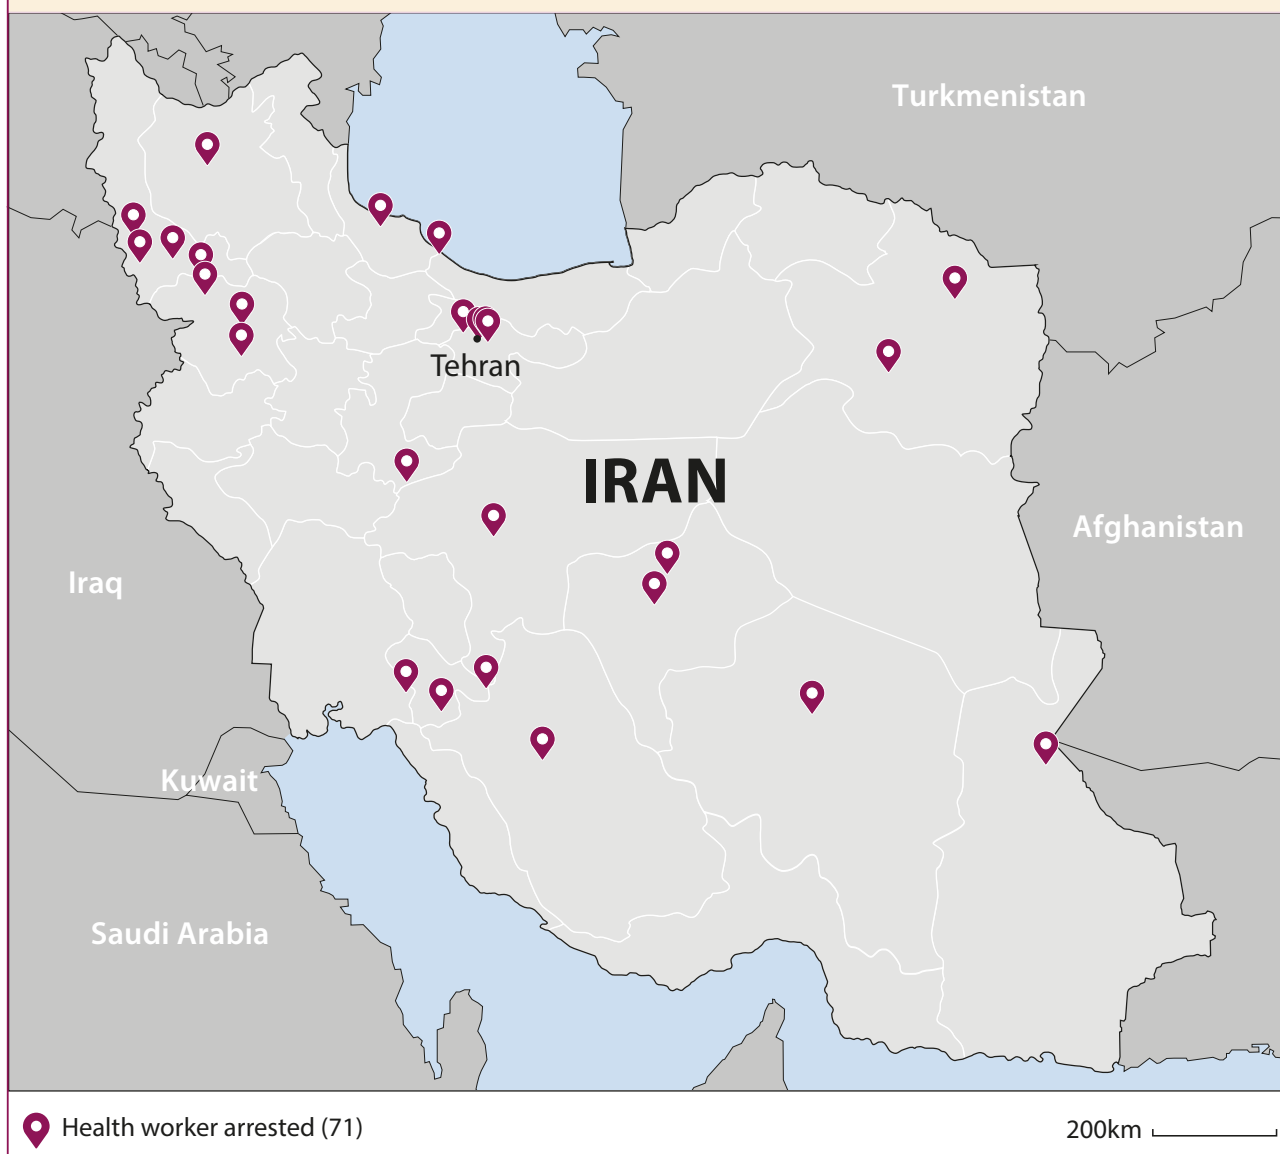 Turkmenistan
Tehran
IRAN
Afghanistan
Iraq
Kuwait
Saudi Arabia
Health worker arrested (71)
200km